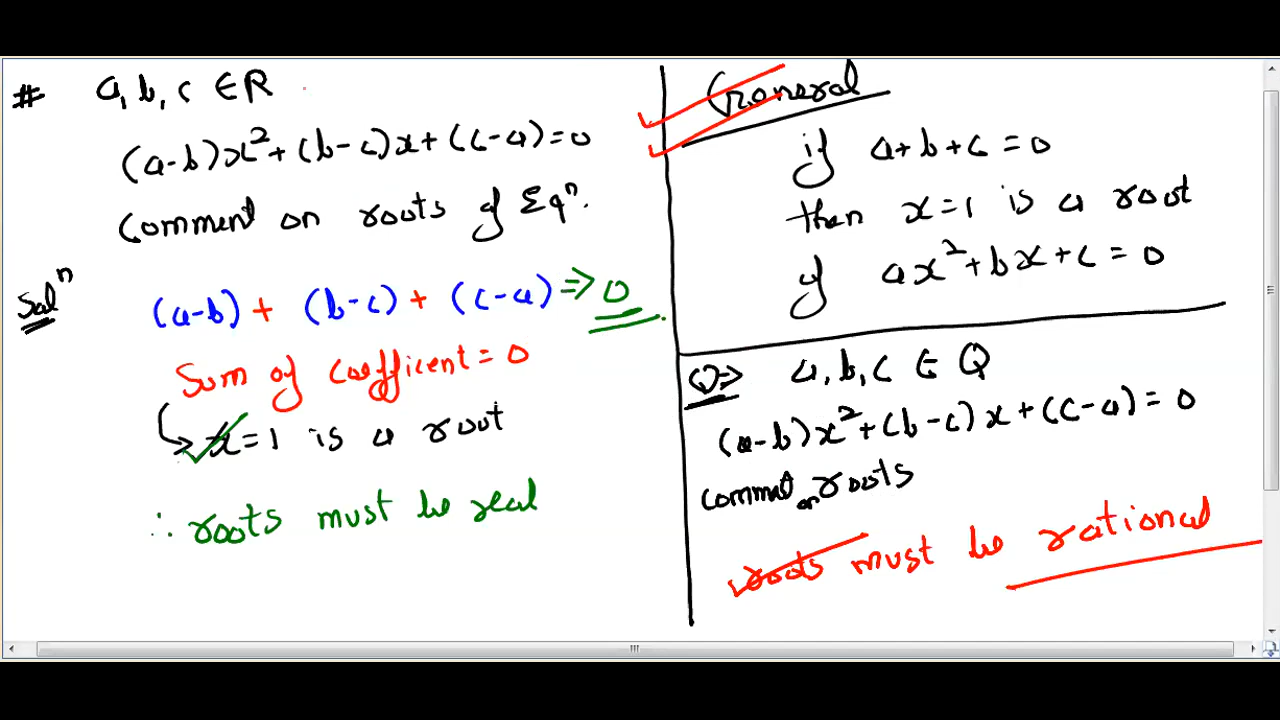 # a, b, c ∈ R
(a-b)x²+(b-c)x+(c-a)=0
Comment on roots of Eqⁿ.
Solⁿ
(a-b) + (b-c) + (c-a) ⇒ 0
Sum of coefficent = 0
↳ x=1 is a root
∴ roots must be real
General
if a+b+c=0
then x=1 is a root
of ax²+bx+c=0
Q⇒ a, b, c ∈ Q
(a-b)x²+(b-c)x+(c-a)=0
comment on roots
roots must be rational